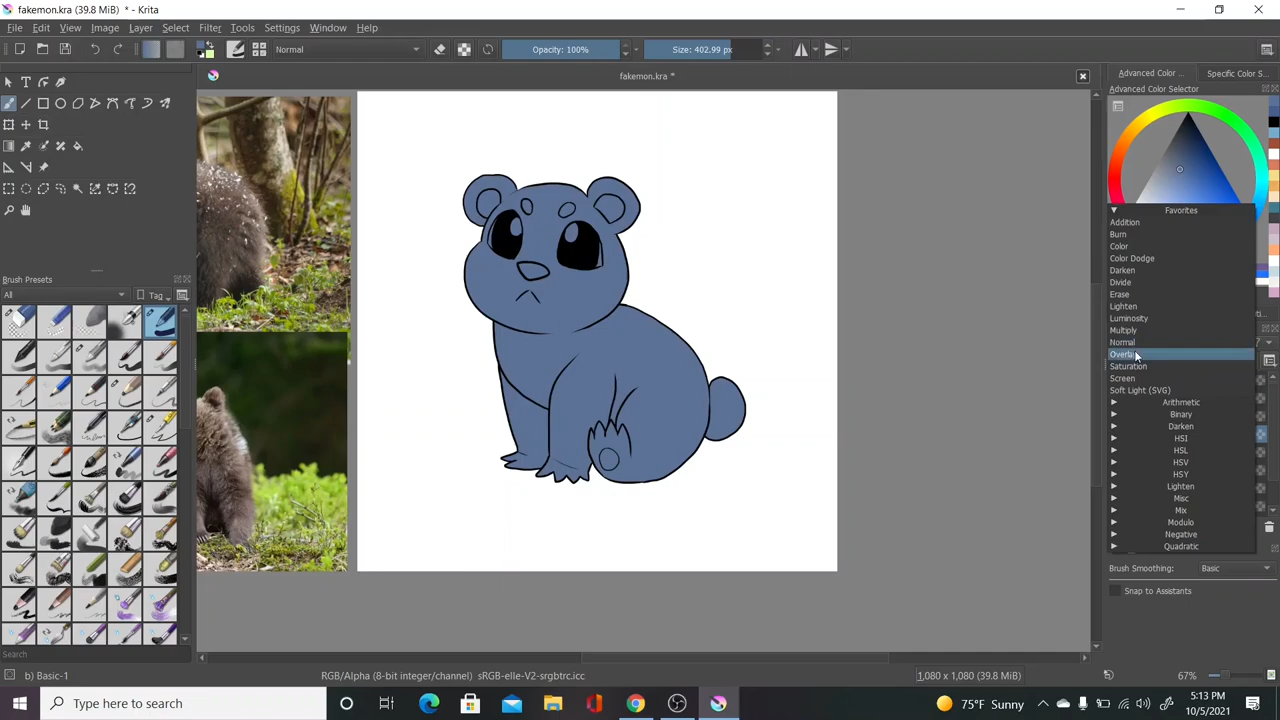 fakemon.kra (39.8 MiB) * - Krita
File Edit View Image Layer Select Filter Tools Settings Window Help
Normal Opacity: 100% Size: 402.99 px
fakemon.kra *
Advanced Color ... Specific Color S...
Advanced Color Selector
Favorites
Addition
Burn
Color
Color Dodge
Darken
Divide
Erase
Lighten
Luminosity
Multiply
Normal
Saturation
Screen
Soft Light (SVG)
Arithmetic
Binary
Darken
HSI
HSL
HSV
HSY
Lighten
Misc
Mix
Modulo
Negative
Quadratic
Brush Smoothing: Basic
Snap to Assistants
Brush Presets
All Tag
Search
b) Basic-1 RGB/Alpha (8-bit integer/channel) sRGB-elle-V2-srgbtrc.icc 1,080 x 1,080 (39.8 MiB) 67%
Type here to search 75°F Sunny 5:13 PM
10/5/2021